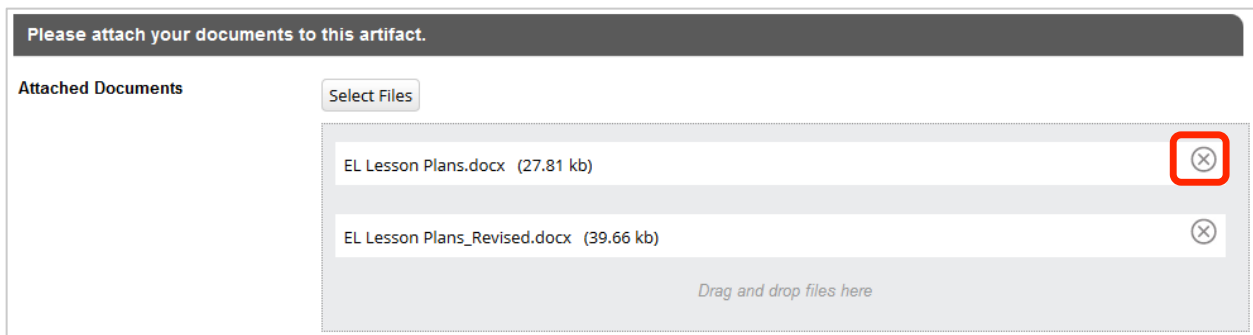 Please attach your documents to this artifact.
Attached Documents
Select Files
EL Lesson Plans.docx (27.81 kb)
EL Lesson Plans_Revised.docx (39.66 kb)
Drag and drop files here